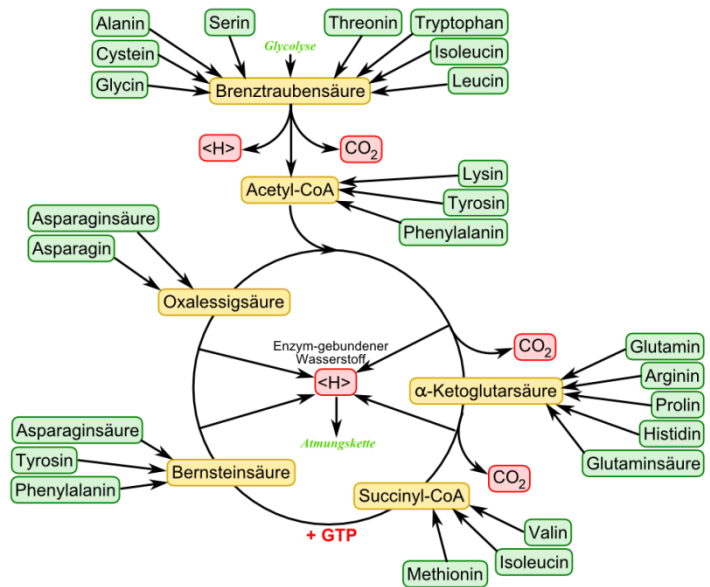 Alanin
Serin
Threonin
Tryptophan
Cystein
Glycolyse
Isoleucin
Glycin
Brenztraubensäure
Leucin
<H>
CO2
Acetyl-CoA
Lysin
Tyrosin
Phenylalanin
Asparaginsäure
Asparagin
Oxalessigsäure
Enzym-gebundener
Wasserstoff
<H>
CO2
Glutamin
Arginin
α-Ketoglutarsäure
Prolin
Histidin
Glutaminsäure
Atmungskette
Asparaginsäure
Tyrosin
Phenylalanin
Bernsteinsäure
CO2
Succinyl-CoA
+ GTP
Valin
Isoleucin
Methionin